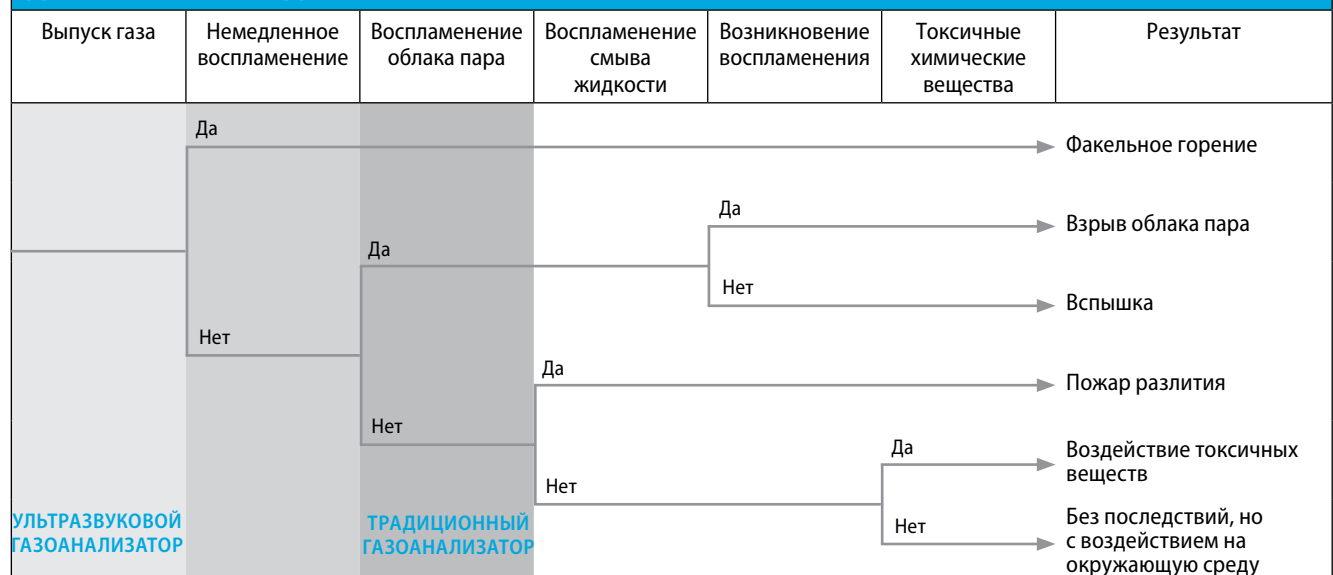 Выпуск газа
Немедленное
воспламенение
Воспламенение
облака пара
Воспламенение
смыва
жидкости
Возникновение
воспламенения
Токсичные
химические
вещества
Результат
Да
Факельное горение
Да
Взрыв облака пара
Да
Нет
Вспышка
Нет
Да
Пожар разлития
Нет
Да
Воздействие токсичных
веществ
Нет
Нет
Без последствий, но
с воздействием на
окружающую среду
УЛЬТРАЗВУКОВОЙ
ГАЗОАНАЛИЗАТОР
ТРАДИЦИОННЫЙ
ГАЗОАНАЛИЗАТОР